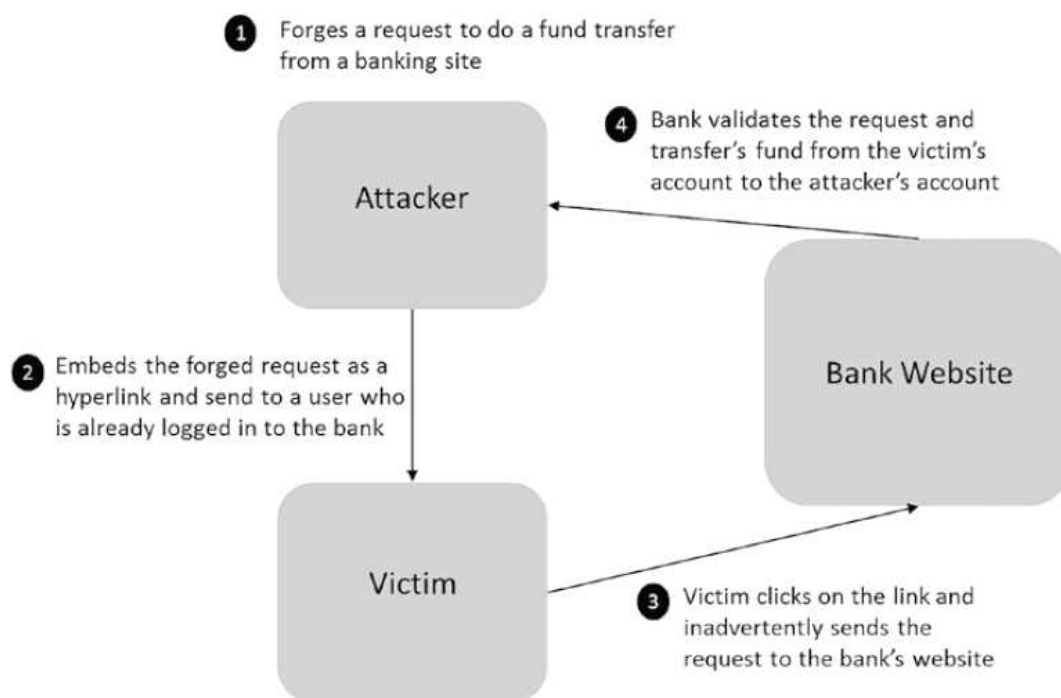 1 Forges a request to do a fund transfer
from a banking site
Attacker
4 Bank validates the request and
transfer's fund from the victim's
account to the attacker's account
Bank Website
2 Embeds the forged request as a
hyperlink and send to a user who
is already logged in to the bank
Victim
3 Victim clicks on the link and
inadvertently sends the
request to the bank's website